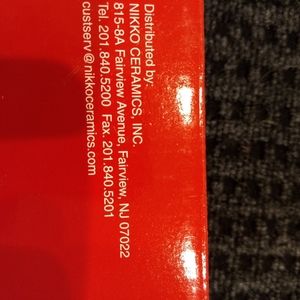 Distributed by:
NIKKO CERAMICS, INC.
815-8A Fairview Avenue, Fairview, NJ 07022
Tel. 201.840.5200 Fax. 201.840.5201
custserv@nikkoceramics.com